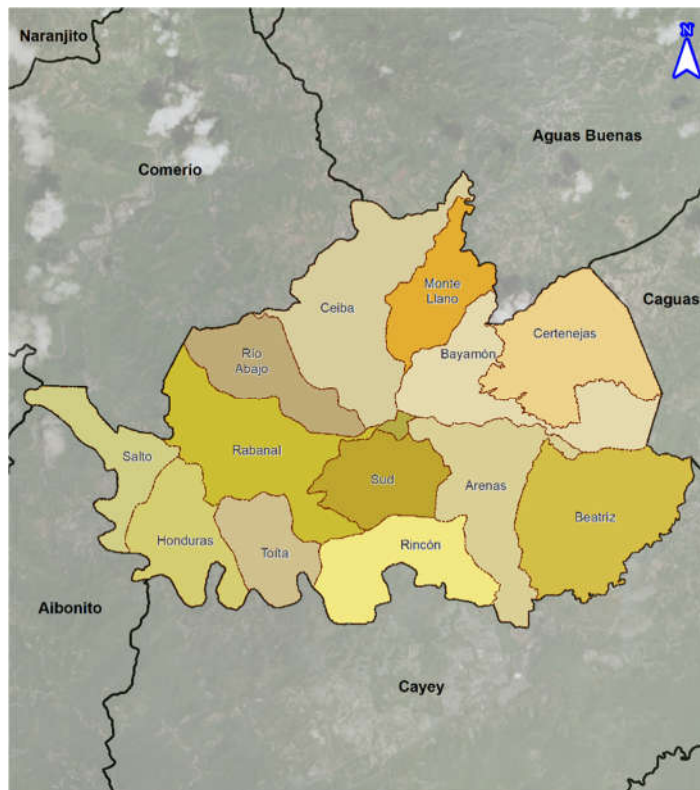 Naranjito
N
Aguas Buenas
Comerio
Monte
Llano
Caguas
Ceiba
Certenejas
Bayamón
Río
Abajo
Rabanal
Salto
Sud
Arenas
Beatriz
Honduras
Toíta
Rincón
Aibonito
Cayey